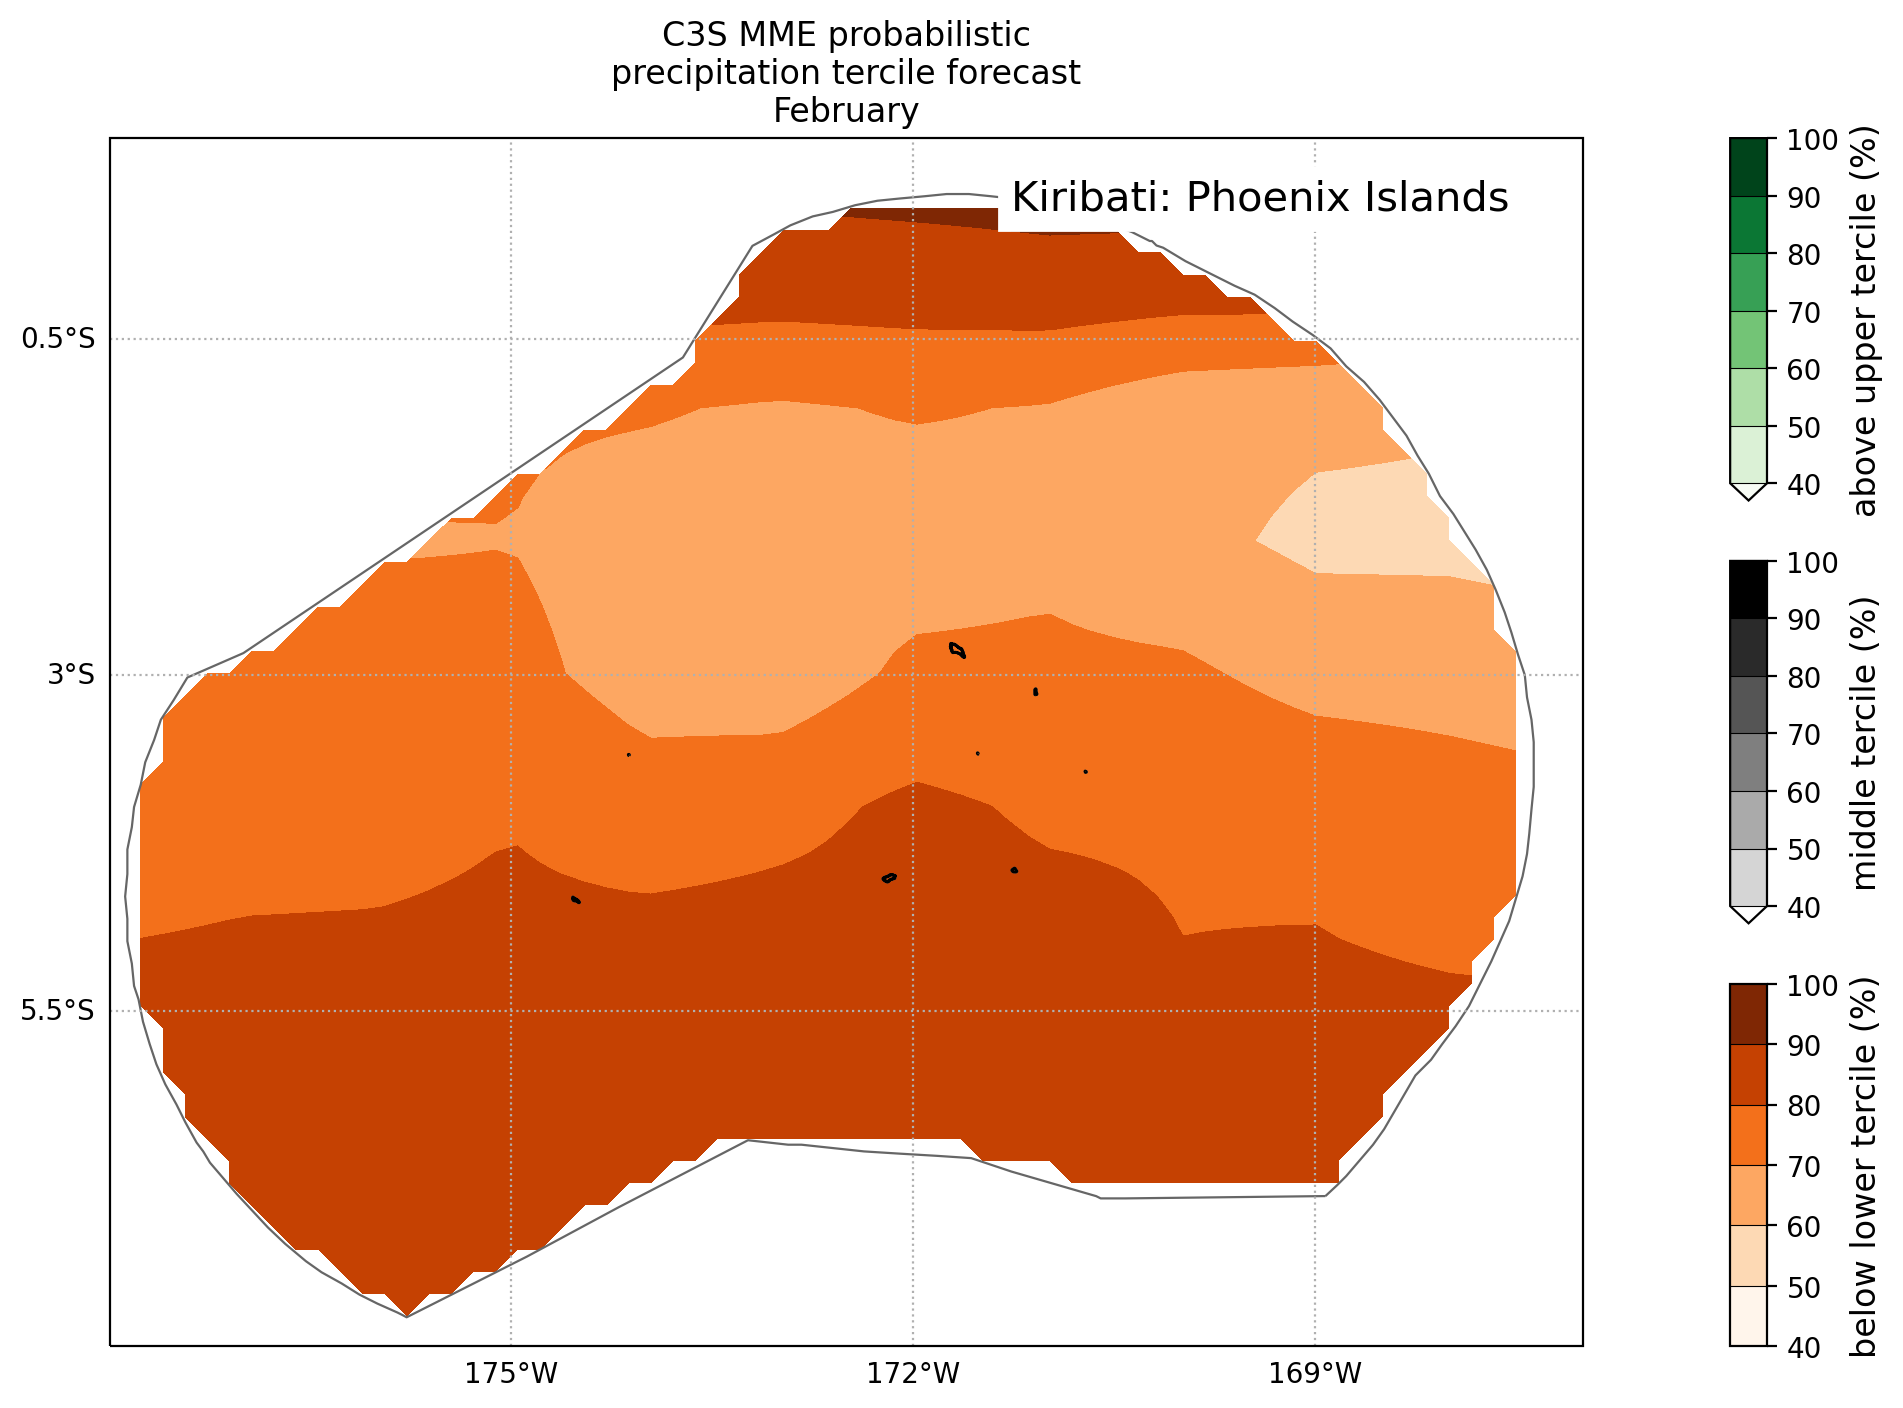 C3S MME probabilistic
precipitation tercile forecast
February
Kiribati: Phoenix Islands
0.5°S
3°S
5.5°S
175°W
172°W
169°W
100
90
80
70
60
50
40
above upper tercile (%)
100
90
80
70
60
50
40
middle tercile (%)
100
90
80
70
60
50
40
below lower tercile (%)